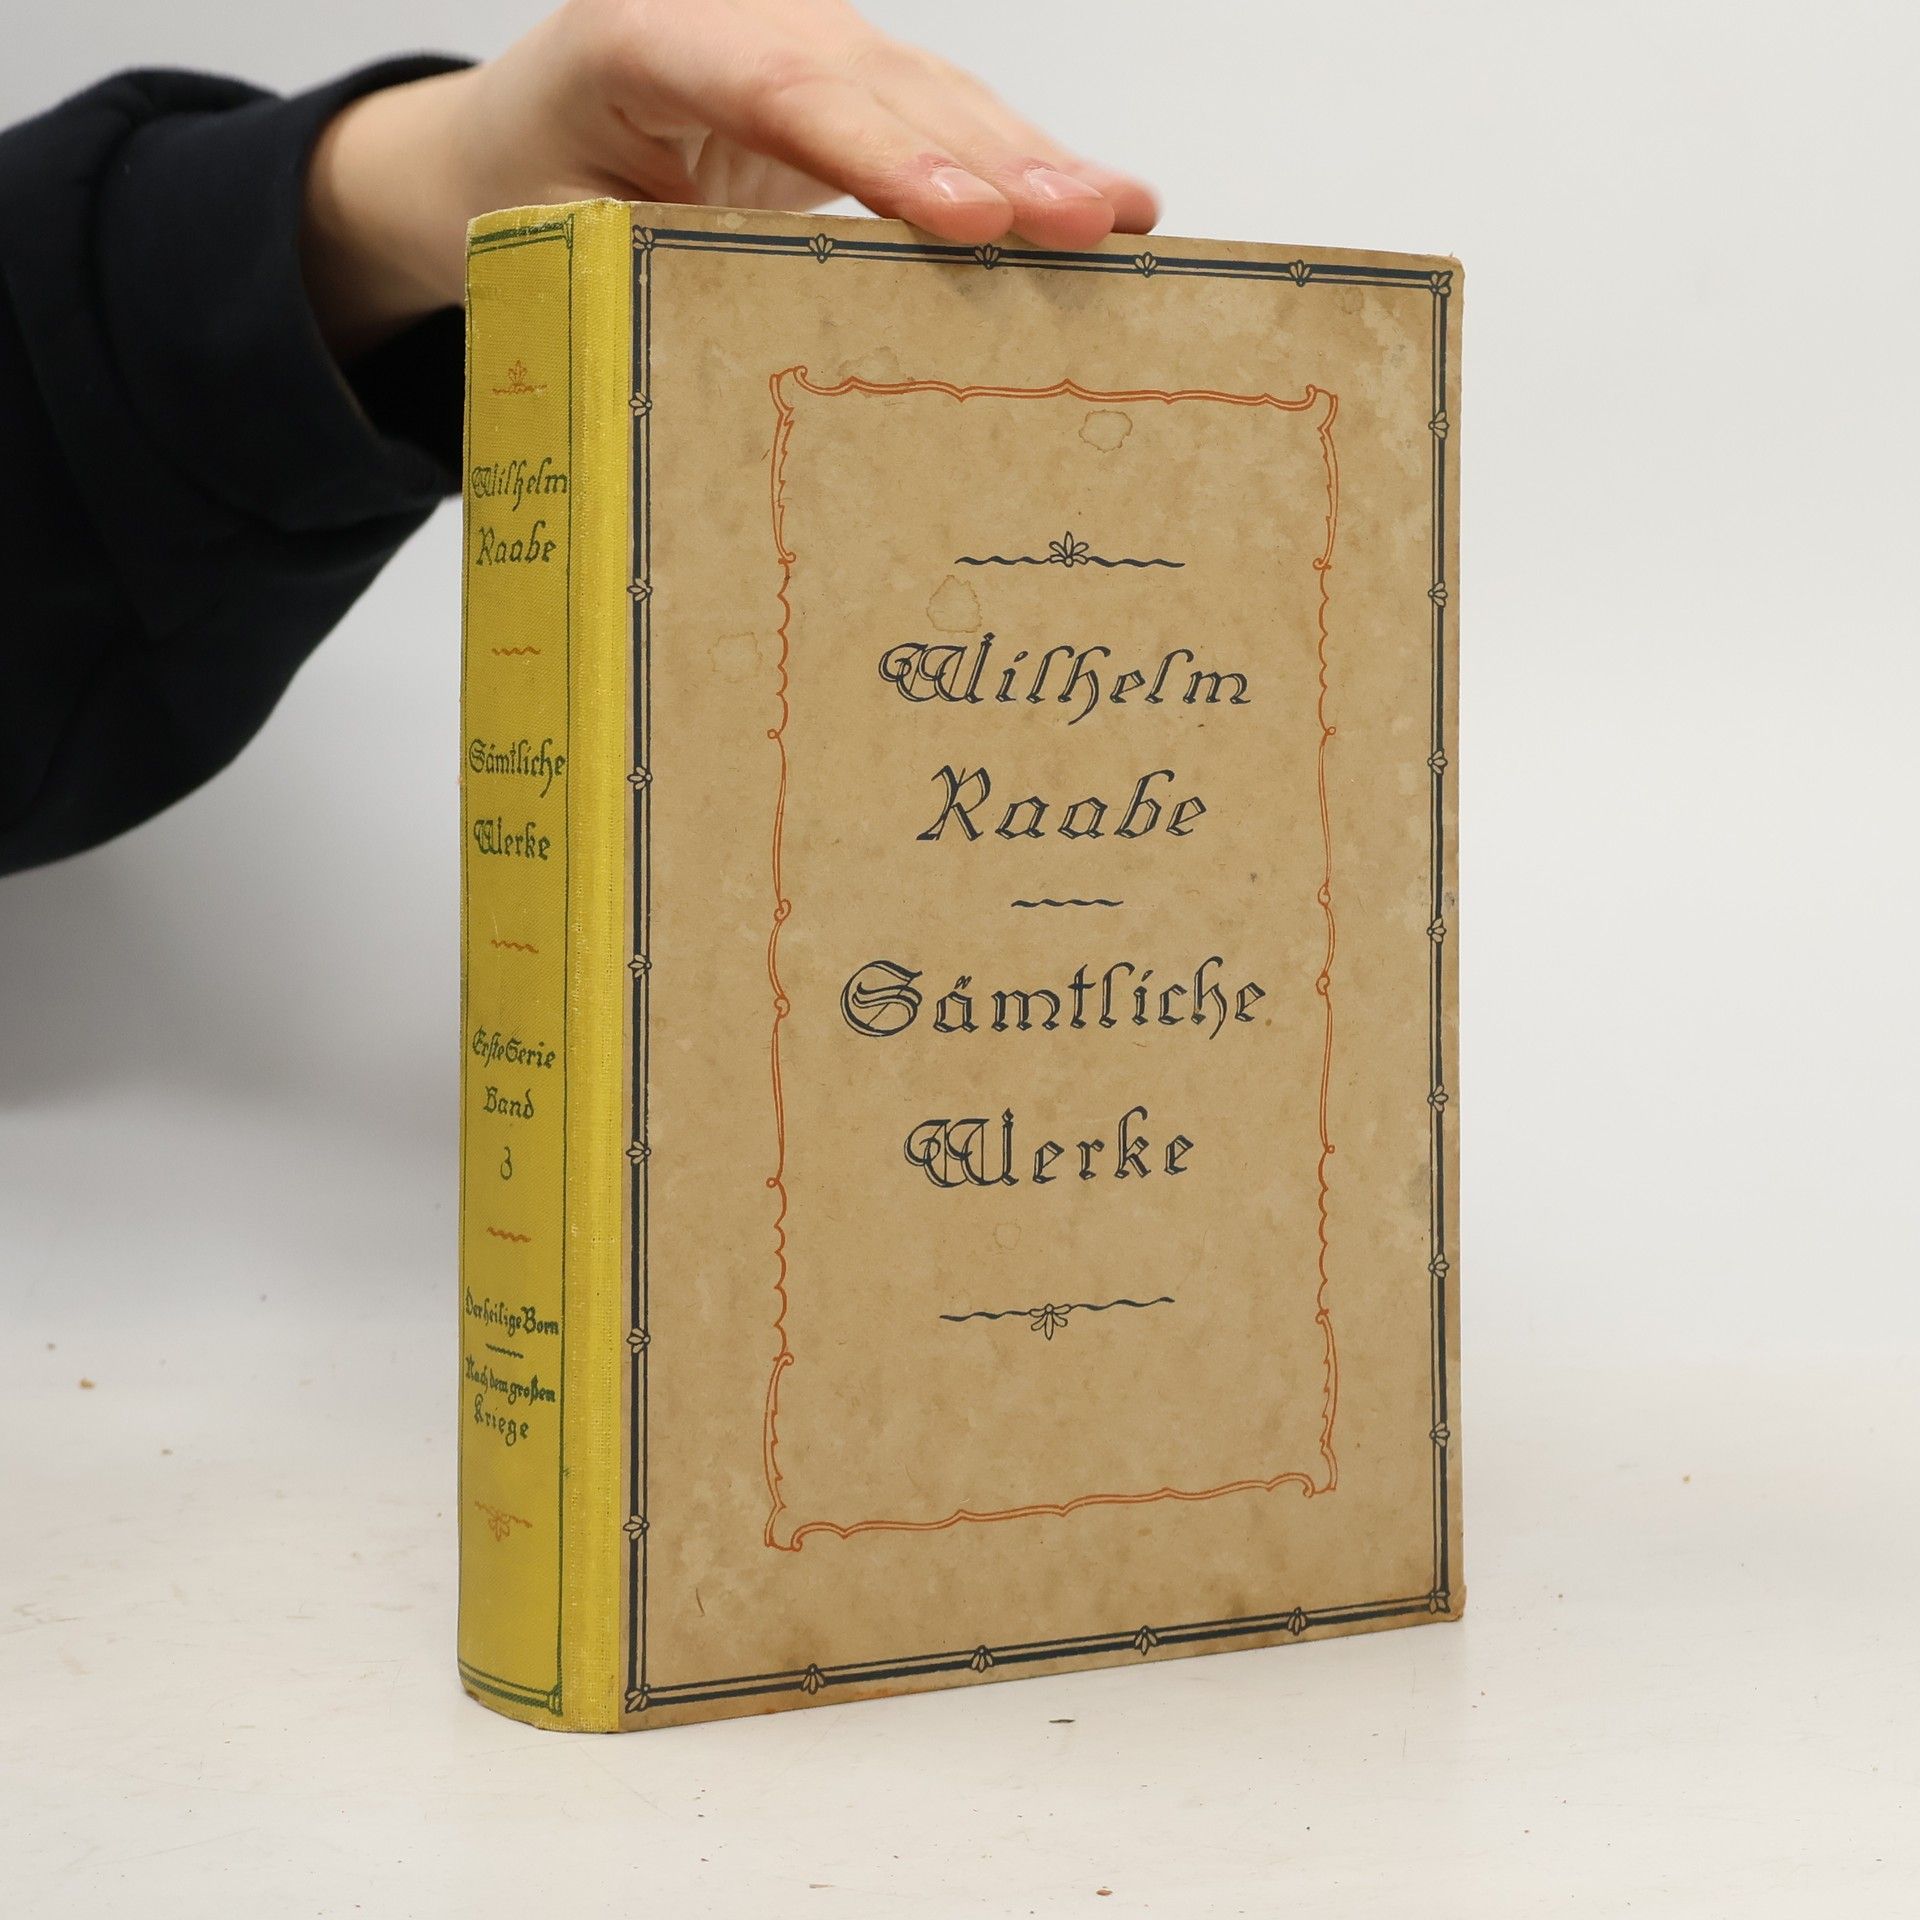 Wilhelm
Raabe
Sämtliche
Werke
Erste Serie
Band
3
Der heilige Born
Nach dem großen
Kriege
Wilhelm
Raabe
Sämtliche
Werke